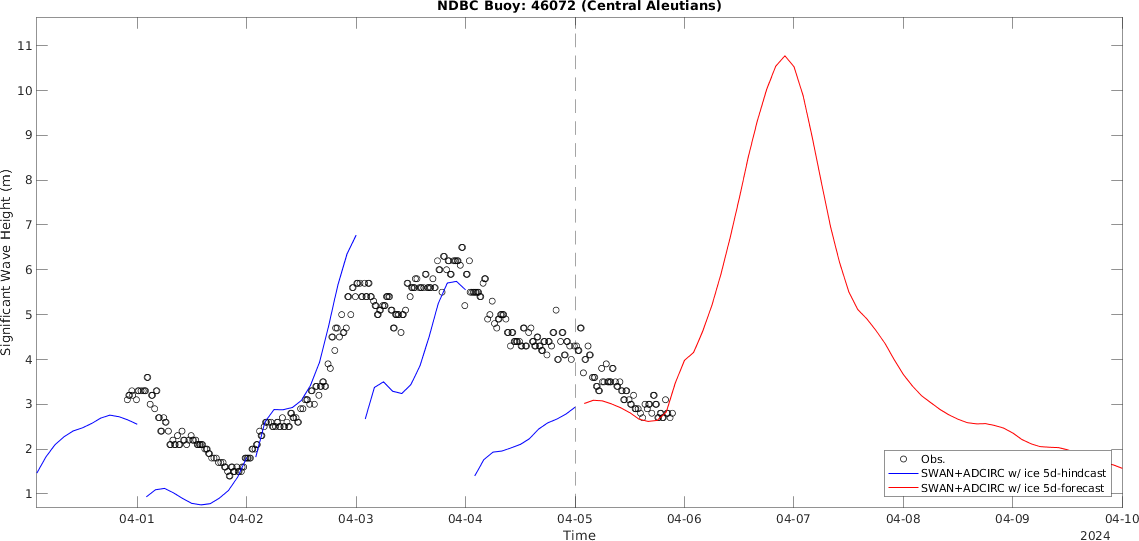 NDBC Buoy: 46072 (Central Aleutians)
Significant Wave Height (m)
11
10
9
8
7
6
5
4
3
2
1
Obs.
SWAN+ADCIRC w/ ice 5d-hindcast
SWAN+ADCIRC w/ ice 5d-forecast
04-01 04-02 04-03 04-04 04-05 04-06 04-07 04-08 04-09 04-10
Time
2024